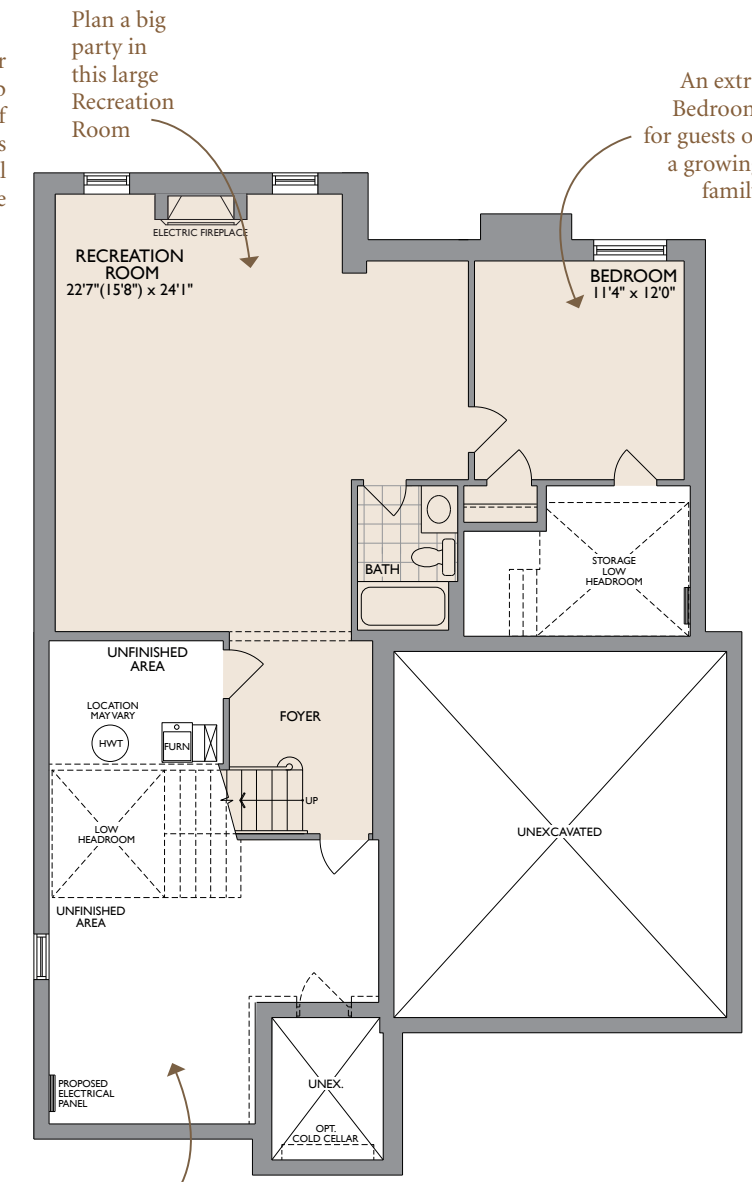 Plan a big
party in
this large
Recreation
Room
for guests o
a growing
ELECTRIC FIREPLACE
RECREATION
ROOM
22'7"(15'8") x 24'1"
BEDROOM
11'4" x 12'0"
BATH
STORAGE
LOW
HEADROOM
UNFINISHED
AREA
LOCATION
MAY VARY
HWT
FURN
FOYER
UP
LOW
HEADROOM
UNEXCAVATED
UNFINISHED
AREA
PROPOSED
ELECTRICAL
PANEL
UNEX.
OPT.
COLD CELLAR
An extr
Bedroom
famil